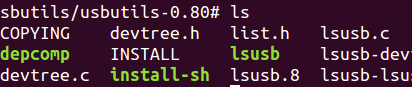 sbutils/usbutils-0.80# ls
COPYING devtree.h list.h lsusb.c
depcomp INSTALL lsusb lsusb-dev
devtree.c install-sh lsusb.8 lsusb-lsu